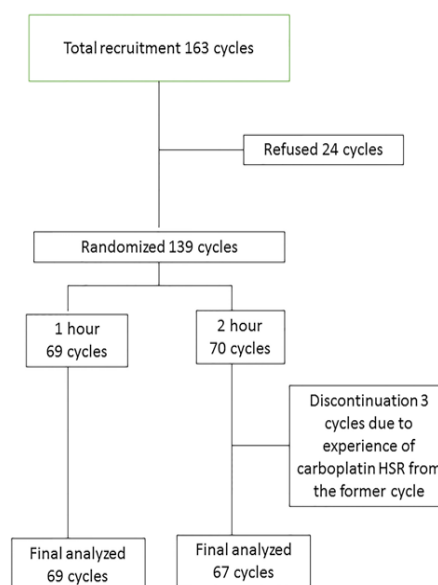 Total recruitment 163 cycles
Refused 24 cycles
Randomized 139 cycles
1 hour
69 cycles
2 hour
70 cycles
Discontinuation 3
cycles due to
experience of
carboplatin HSR from
the former cycle
Final analyzed
69 cycles
Final analyzed
67 cycles